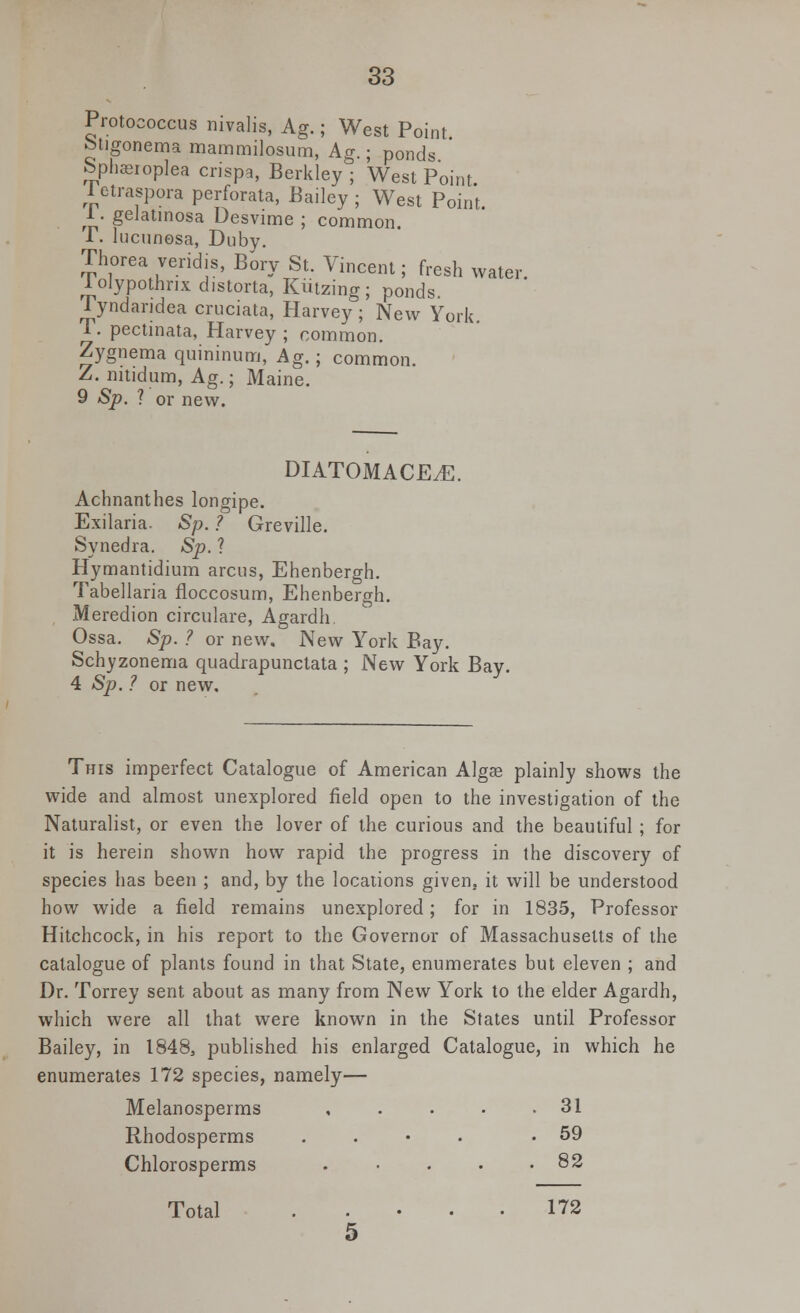 33
Protococcus nivalis, Ag. ; West Point.
Stigonema mammilosum, Ag. ; ponds.
Sphæroplea crispa, Berkley ; West Point.
Tetraspora perforata, Bailey ; West Point.
T. gelatinosa Desvime ; common.
T. lucunosa, Duby.
Thorea veridis, Bory St. Vincent ; fresh water.
Tolypothrix distorta, Kützing ; ponds.
Tyndaridea cruciata, Harvey ; New York.
T. pectinata, Harvey ; common.
Zygnema quininum, Ag. ; common.
Z. nitidum, Ag. ; Maine.
9 Sp. ? or new.
DIATOMACEÆ.
Achnanthes longipe.
Exilaria. Sp. ? Greville.
Synedra. Sp. ?
Hymantidium arcus, Ehenbergh.
Tabellaria floccosum, Ehenbergh.
Meredion circulare, Agardh.
Ossa. Sp. ? or new, New York Bay.
Schyzonema quadrapunctata ; New York Bay.
4 Sp. ? or new.
This imperfect Catalogue of American Algæ plainly shows the
wide and almost unexplored field open to the investigation of the
Naturalist, or even the lover of the curious and the beautiful ; for
it is herein shown how rapid the progress in the discovery of
species has been ; and, by the locations given, it will be understood
how wide a field remains unexplored ; for in 1835, Professor
Hitchcock, in his report to the Governor of Massachusetts of the
catalogue of plants found in that State, enumerates but eleven ; and
Dr. Torrey sent about as many from New York to the elder Agardh,
which were all that were known in the States until Professor
Bailey, in 1848, published his enlarged Catalogue, in which he
enumerates 172 species, namely—
Melanosperms . . . . . 31
Rhodosperms . . . . . 59
Chlorosperms . . . . . 82
Total . . . . . 172
5